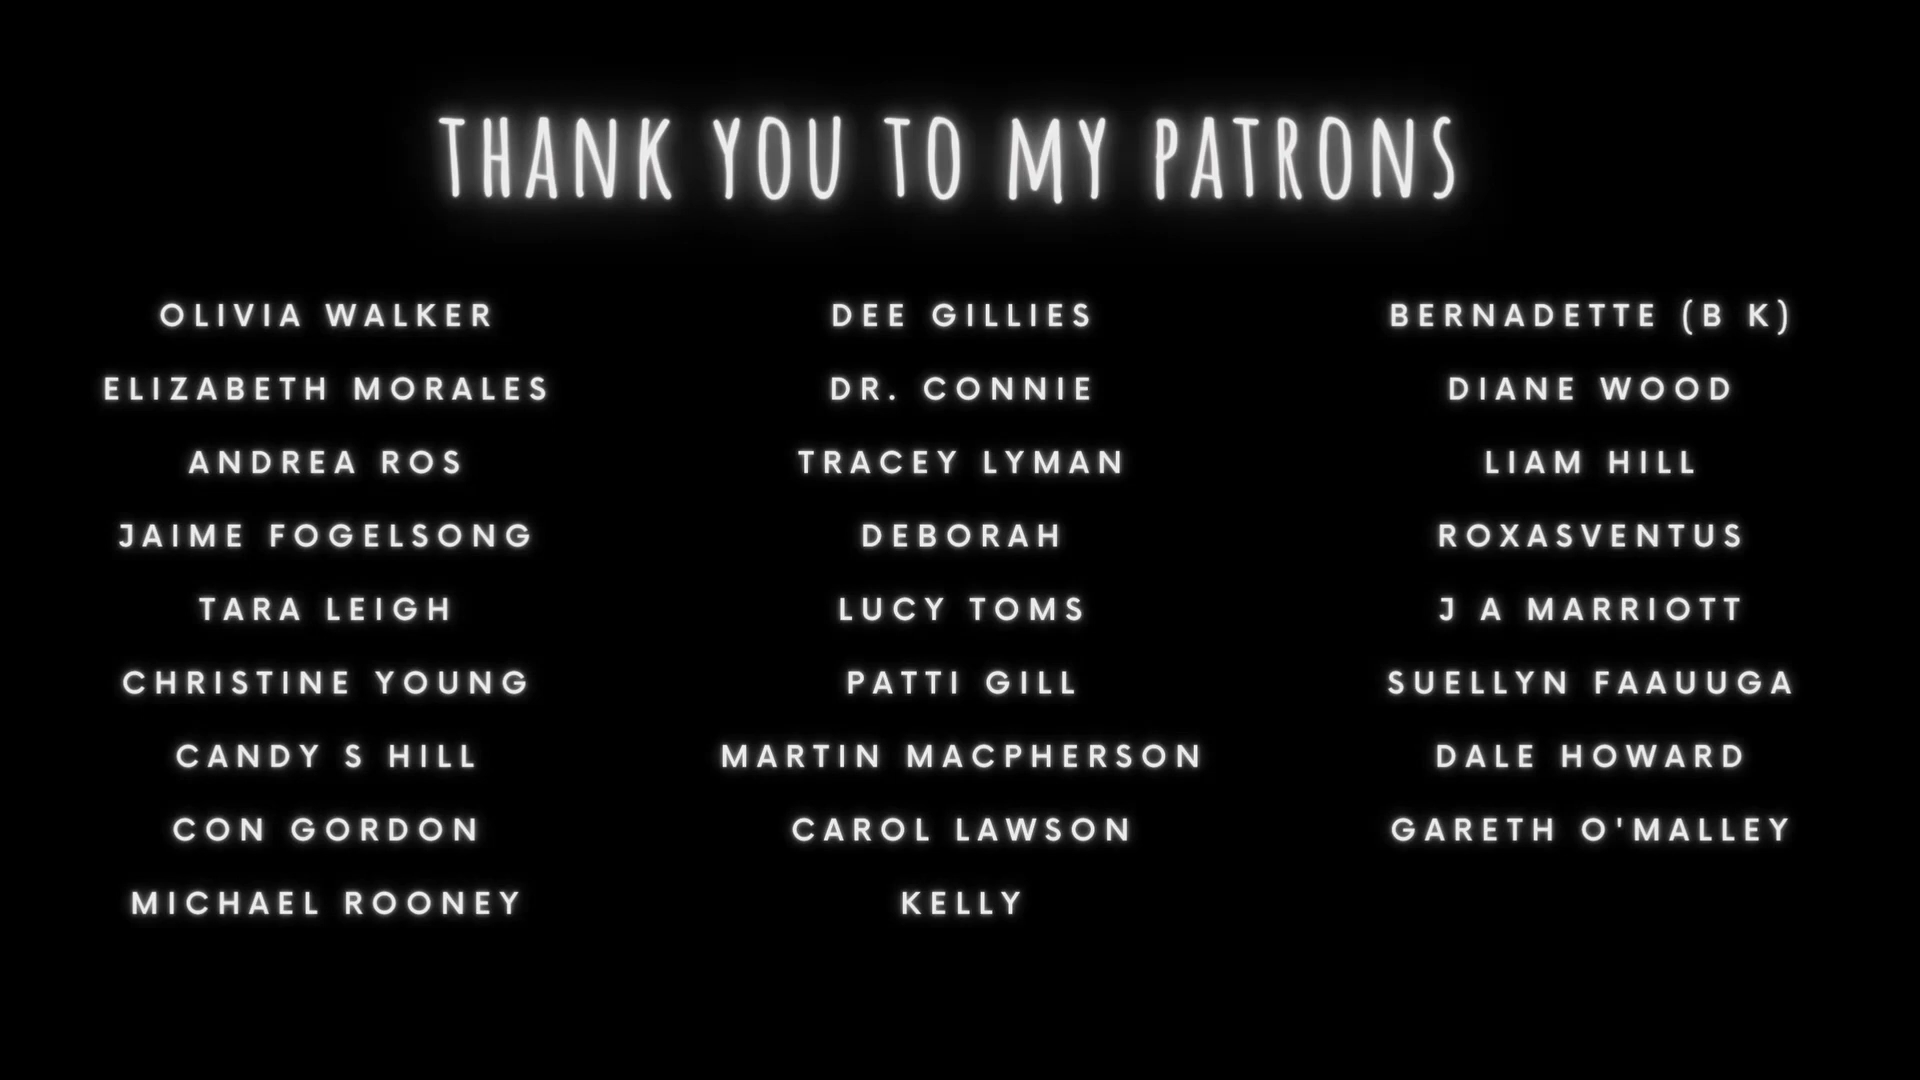 THANK YOU TO MY PATRONS
OLIVIA WALKER
ELIZABETH MORALES
ANDREA ROS
JAIME FOGELSONG
TARA LEIGH
CHRISTINE YOUNG
CANDY S HILL
CON GORDON
MICHAEL ROONEY
DEE GILLIES
DR. CONNIE
TRACEY LYMAN
DEBORAH
LUCY TOMS
PATTI GILL
MARTIN MACPHERSON
CAROL LAWSON
KELLY
BERNADETTE (B K)
DIANE WOOD
LIAM HILL
ROXASVENTUS
J A MARRIOTT
SUELLYN FAAUUGA
DALE HOWARD
GARETH O'MALLEY